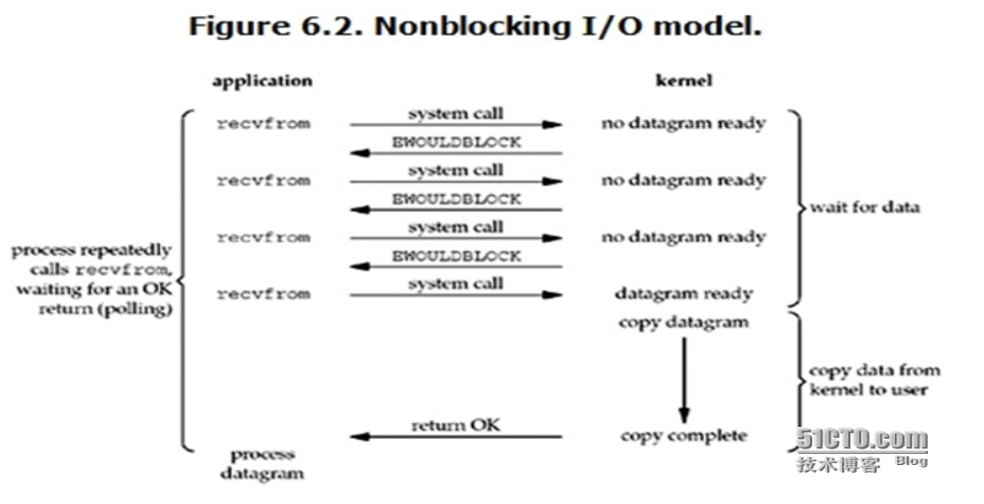 Figure 6.2. Nonblocking I/O model.
application
kernel
recvfrom
system call
no datagram ready
EWOULDBLOCK
recvfrom
system call
no datagram ready
EWOULDBLOCK
recvfrom
system call
no datagram ready
EWOULDBLOCK
recvfrom
system call
datagram ready
copy datagram
wait for data
process repeatedly
calls recvfrom,
waiting for an OK
return (polling)
copy data from
kernel to user
return OK
copy complete
process
datagram
51CTO.com
技术博客 Blog